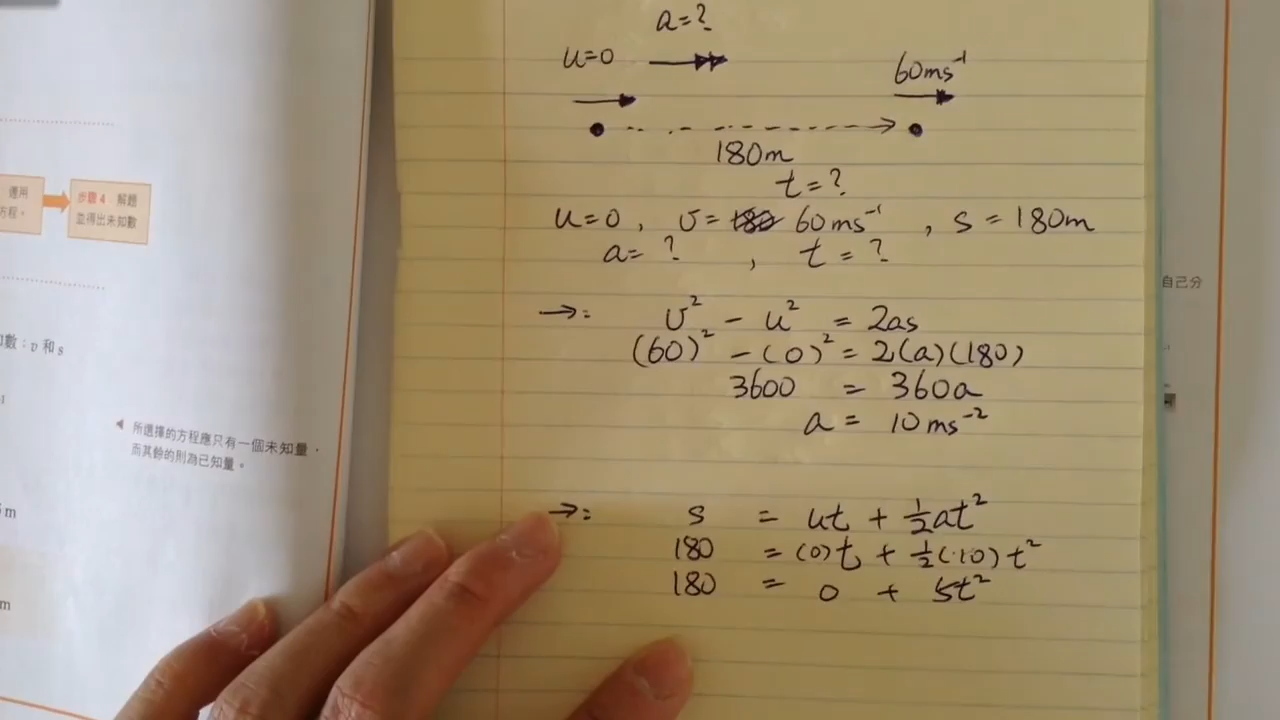 a=?
u=0
60ms⁻¹
180m
t=?
u=0, v= 60ms⁻¹, s=180m
a=?, t=?
→: v² - u² = 2as
(60)² - (0)² = 2(a)(180)
3600 = 360a
a = 10ms⁻²
→: s = ut + ½at²
180 = (0)t + ½(10)t²
180 = 0 + 5t²
運用
方程。
步驟 4 解題
並得出未知數
數:v 和 s
所選擇的方程應只有一個未知量,
而其餘的則為已知量。
m
m
自己分